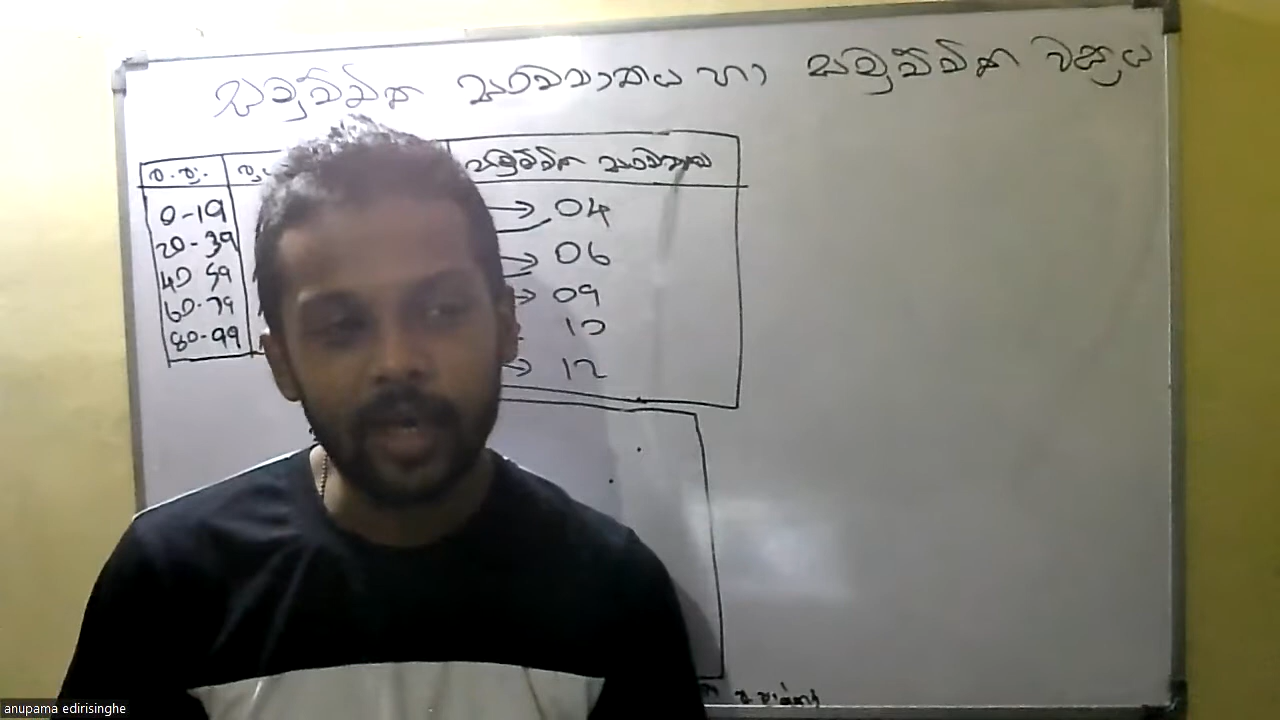 සමුච්චිත සංඛ්‍යාතය හා සමුච්චිත වක්‍රය
ප.ප්‍රා. සමුච්චිත සංඛ්‍යාතය
0-19 → 04
20-39 → 06
40-59 → 09
60-79 10
80-99 → 12
anupama edirisinghe